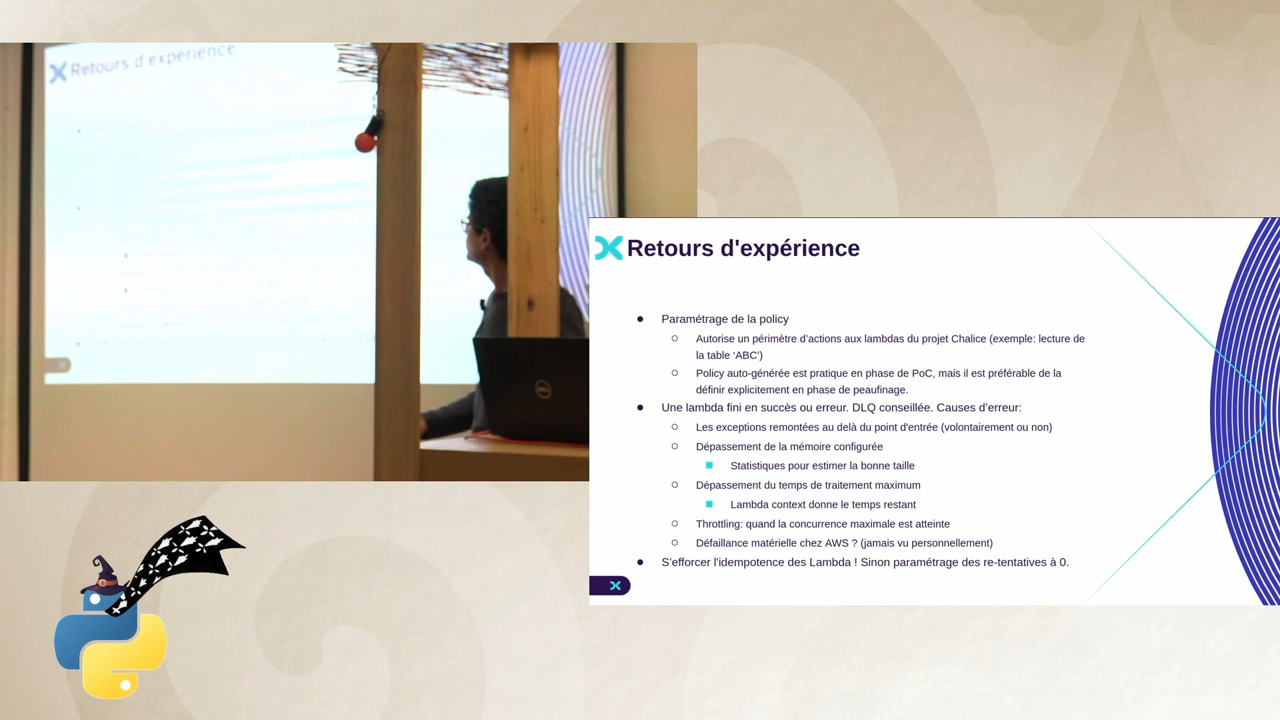 Retours d'expérience
Retours d'expérience
● Paramétrage de la policy
○ Autorise un périmètre d’actions aux lambdas du projet Chalice (exemple: lecture de
la table ‘ABC’)
○ Policy auto-générée est pratique en phase de PoC, mais il est préférable de la
définir explicitement en phase de peaufinage.
● Une lambda fini en succès ou erreur. DLQ conseillée. Causes d’erreur:
○ Les exceptions remontées au delà du point d'entrée (volontairement ou non)
○ Dépassement de la mémoire configurée
■ Statistiques pour estimer la bonne taille
○ Dépassement du temps de traitement maximum
■ Lambda context donne le temps restant
○ Throttling: quand la concurrence maximale est atteinte
○ Défaillance matérielle chez AWS ? (jamais vu personnellement)
● S’efforcer l'idempotence des Lambda ! Sinon paramétrage des re-tentatives à 0.